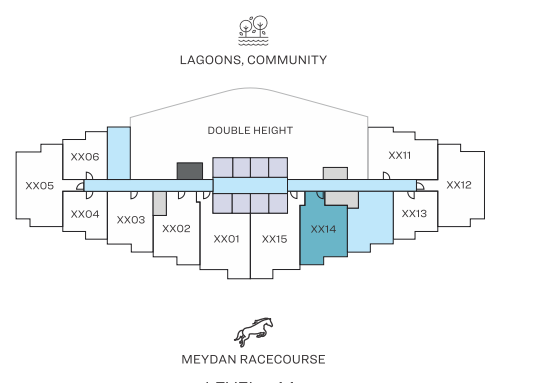 LAGOONS, COMMUNITY
DOUBLE HEIGHT
XX06
XX11
XX05
XX12
XX04
XX03
XX13
XX02
XX14
XX01
XX15
MEYDAN RACECOURSE